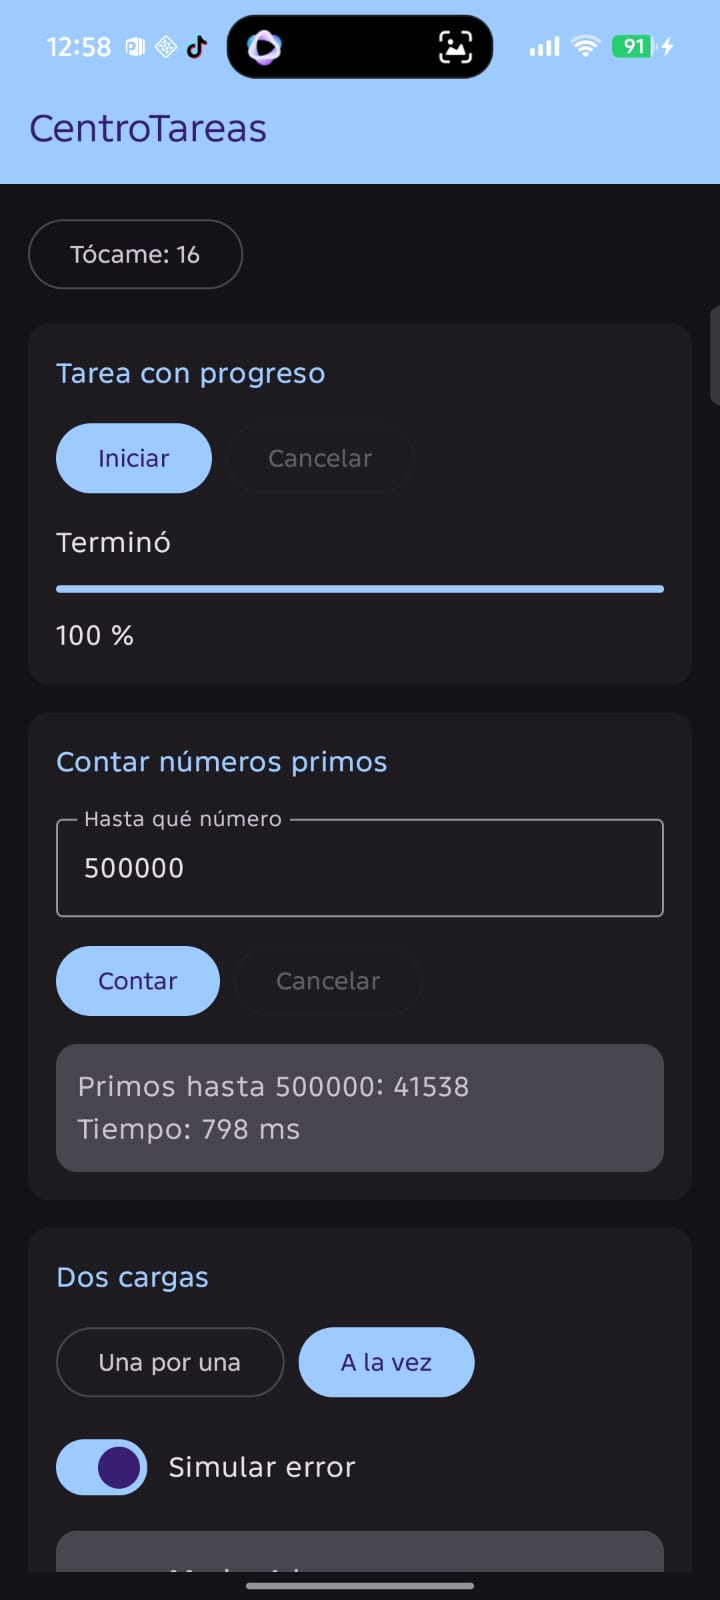 12:58
91
CentroTareas
Tócame: 16
Tarea con progreso
Iniciar
Cancelar
Terminó
100 %
Contar números primos
Hasta qué número
500000
Contar
Cancelar
Primos hasta 500000: 41538
Tiempo: 798 ms
Dos cargas
Una por una
A la vez
Simular error